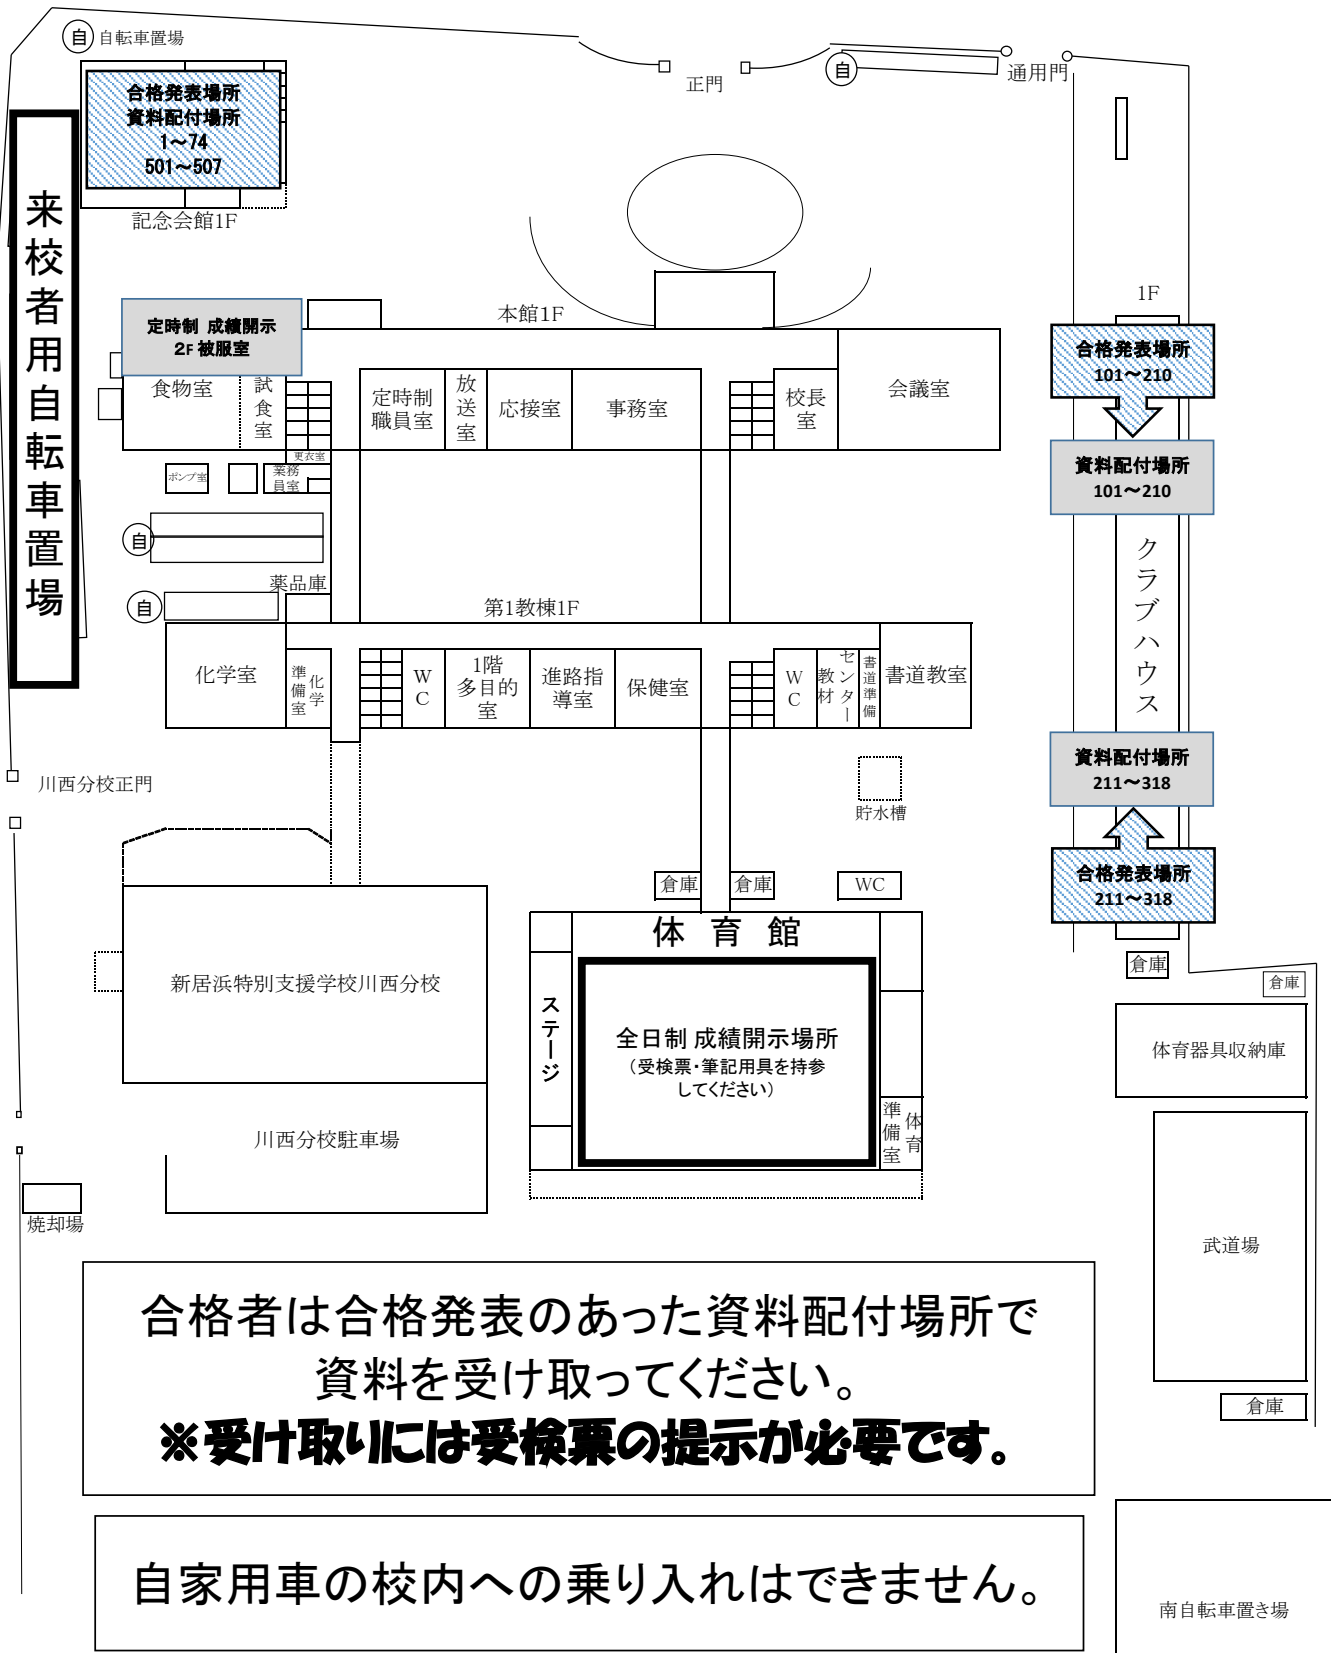 自 自転車置場
正門
自
通用門
合格発表場所
資料配付場所
1～74
501～507
記念会館1F
来校者用自転車置場
本館1F
1F
定時制 成績開示
2F 被服室
食物室
試食室
定時制
職員室
放送室
応接室
事務室
校長
室
会議室
更衣室
ポンプ室
業務
員室
自
薬品庫
自
合格発表場所
101～210
資料配付場所
101～210
クラブハウス
資料配付場所
211～318
合格発表場所
211～318
第1教棟1F
化学室
化学
準備室
WC
1階
多目的
室
進路指
導室
保健室
WC
教材
センター
書道準備
書道教室
川西分校正門
貯水槽
倉庫
倉庫
WC
体 育 館
新居浜特別支援学校川西分校
ステージ
全日制 成績開示場所
（受検票・筆記用具を持参
してください）
体育
準備室
倉庫
倉庫
体育器具収納庫
川西分校駐車場
焼却場
武道場
倉庫
合格者は合格発表のあった資料配付場所で
資料を受け取ってください。
※受け取りには受検票の提示が必要です。
自家用車の校内への乗り入れはできません。
南自転車置き場